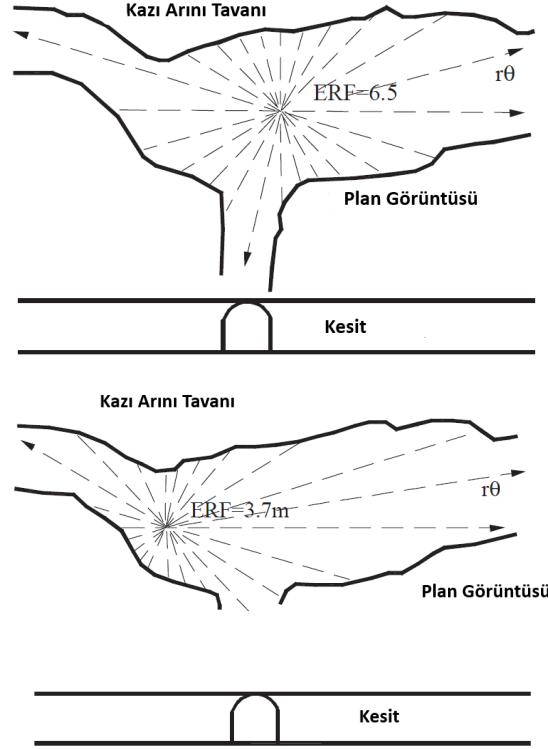 Kazı Arını Tavanı
ERF=6.5
rθ
Plan Görüntüsü
Kesit
Kazı Arını Tavanı
ERF=3.7m
rθ
Plan Görüntüsü
Kesit